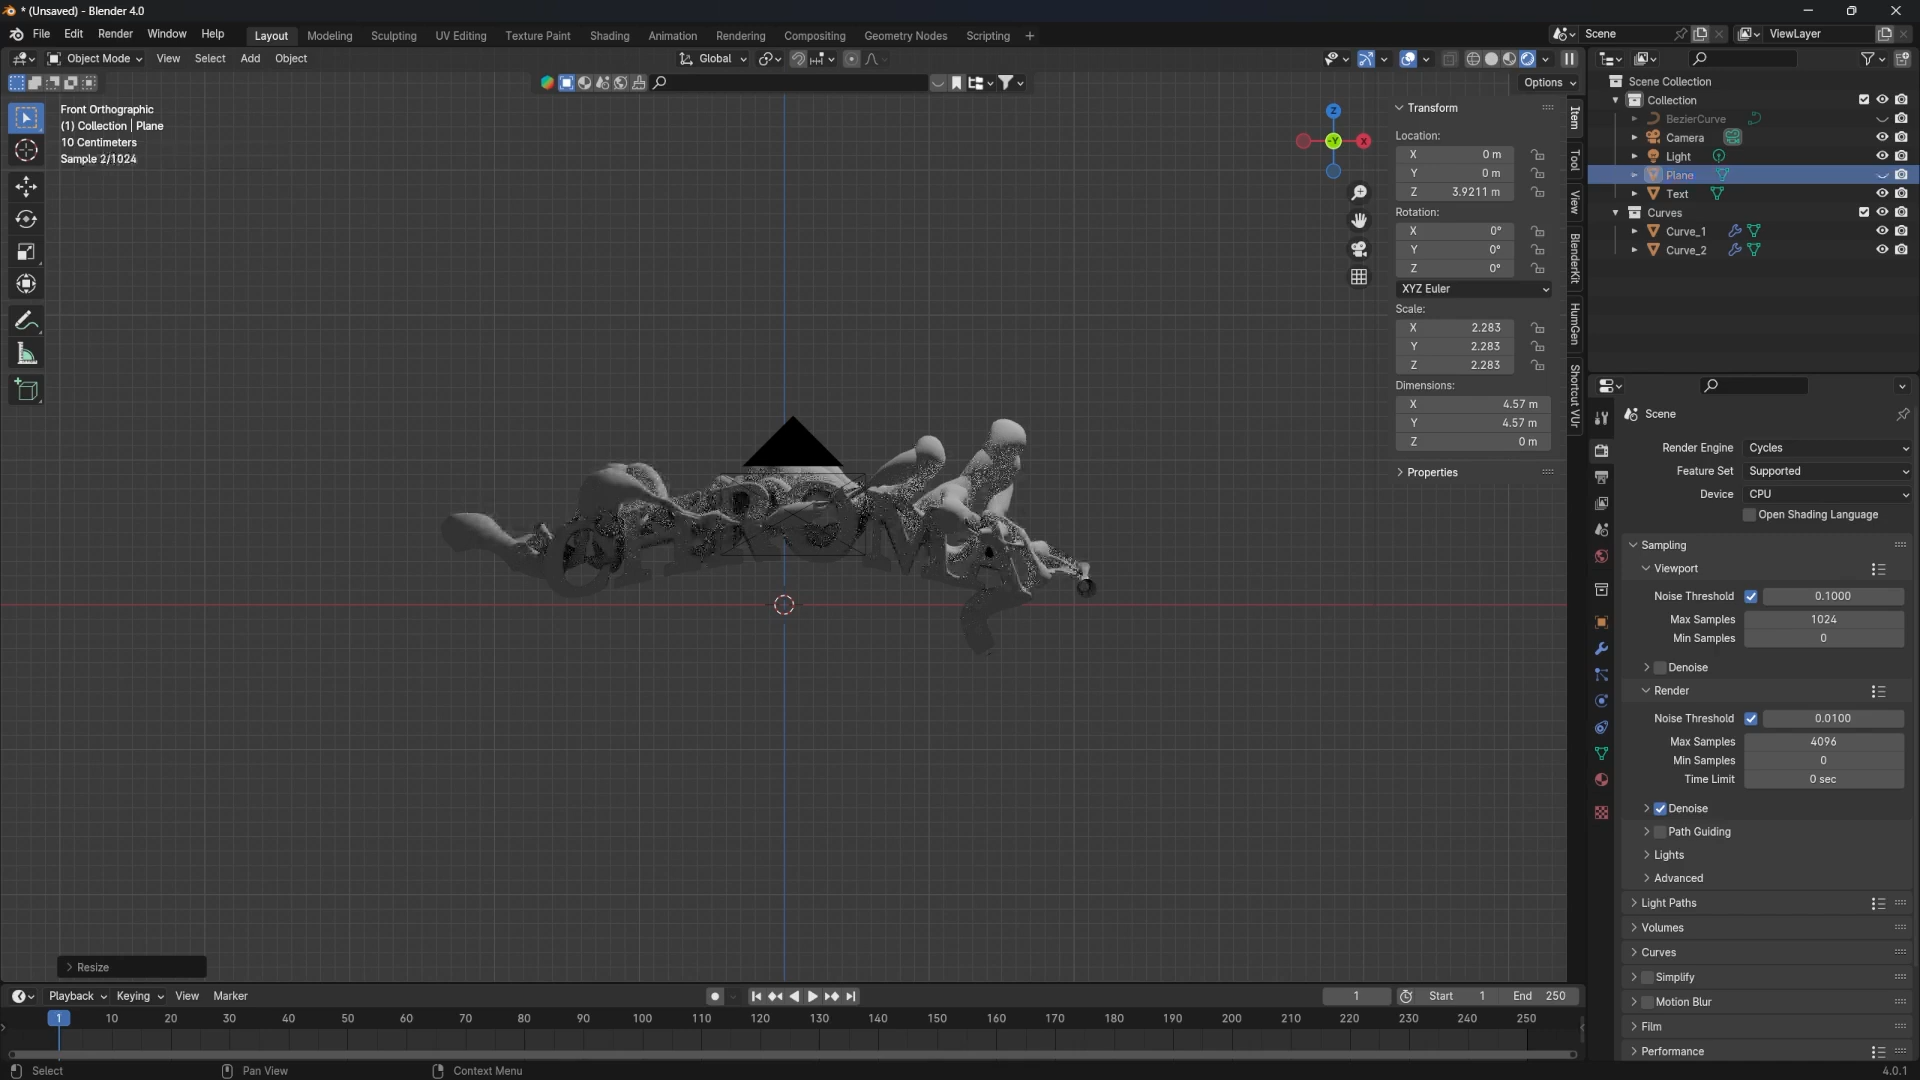 * (Unsaved) - Blender 4.0
File Edit Render Window Help Layout Modeling Sculpting UV Editing Texture Paint Shading Animation Rendering Compositing Geometry Nodes Scripting + Scene ViewLayer
Object Mode View Select Add Object Global
Options
Front Orthographic
(1) Collection | Plane
10 Centimeters
Sample 2/1024
Z
Y
X
CHROMA
Transform
Location:
X 0 m
Y 0 m
Z 3.9211 m
Rotation:
X 0°
Y 0°
Z 0°
XYZ Euler
Scale:
X 2.283
Y 2.283
Z 2.283
Dimensions:
X 4.57 m
Y 4.57 m
Z 0 m
Properties
Item
Tool
View
BlenderKit
HumGen
Shortcut VUr
Scene Collection
Collection
BezierCurve
Camera
Light
Plane
Text
Curves
Curve_1
Curve_2
Scene
Render Engine Cycles
Feature Set Supported
Device CPU
Open Shading Language
Sampling
Viewport
Noise Threshold 0.1000
Max Samples 1024
Min Samples 0
Denoise
Render
Noise Threshold 0.0100
Max Samples 4096
Min Samples 0
Time Limit 0 sec
Denoise
Path Guiding
Lights
Advanced
Light Paths
Volumes
Curves
Simplify
Motion Blur
Film
Performance
Resize
Playback Keying View Marker 1 Start 1 End 250
1 10 20 30 40 50 60 70 80 90 100 110 120 130 140 150 160 170 180 190 200 210 220 230 240 250
Select Pan View Context Menu 4.0.1